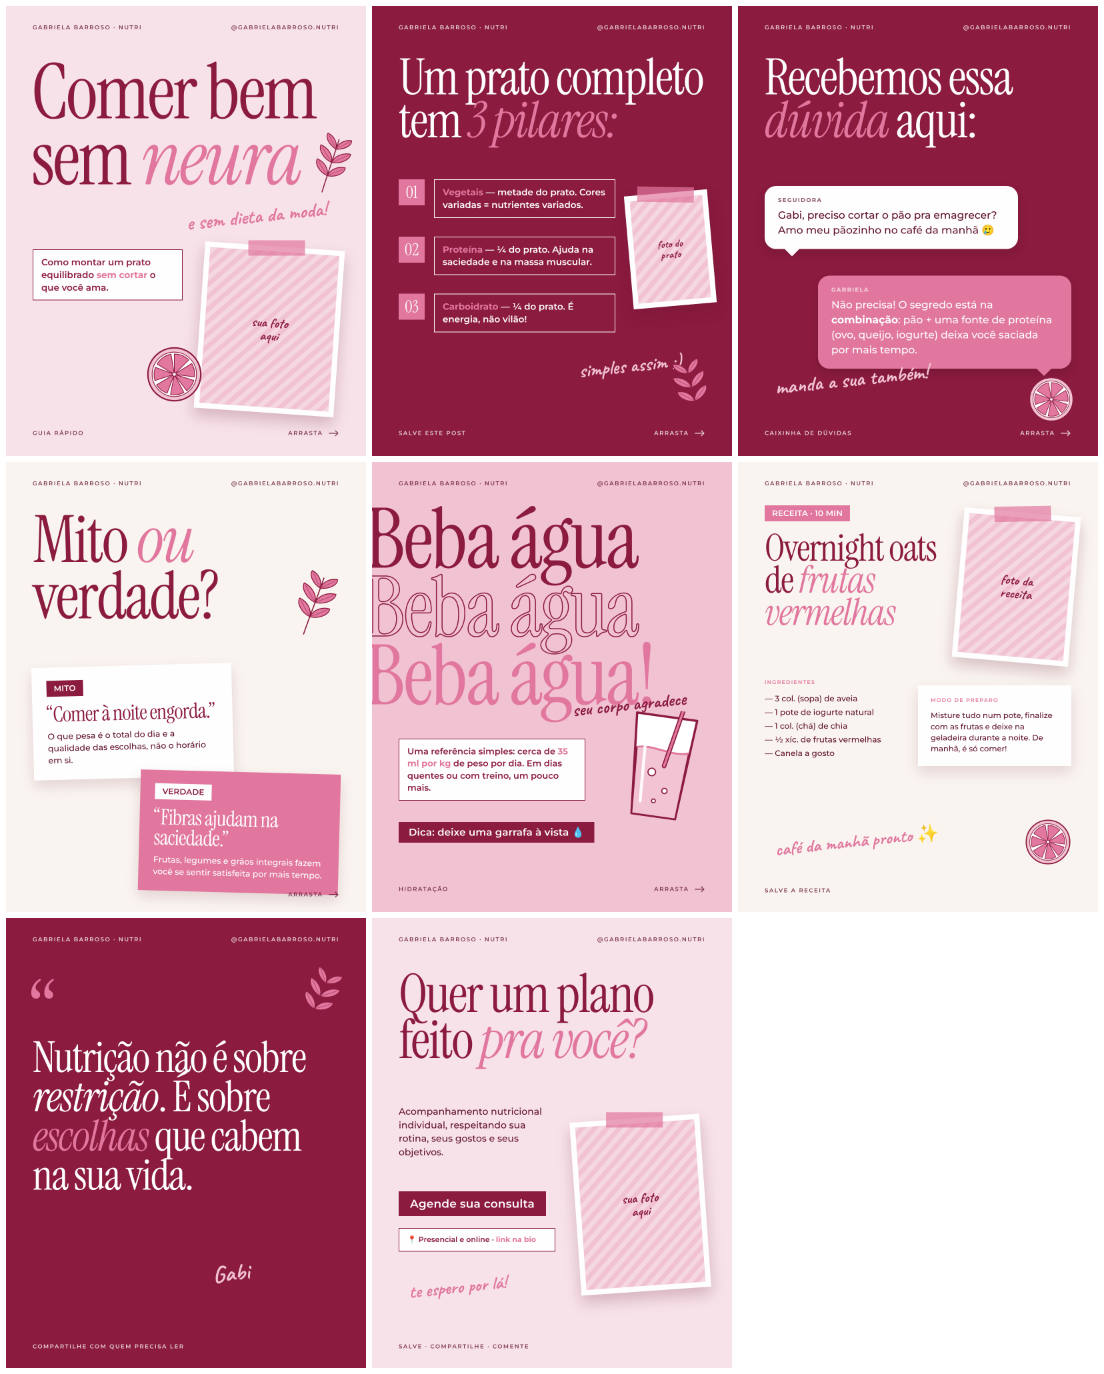 GABRIELA BARROSO · NUTRI
@GABRIELABARROSO.NUTRI
Comer bem
sem neura
e sem dieta da moda!
Como montar um prato
equilibrado sem cortar o
que você ama.
sua foto
aqui
GUIA RÁPIDO
ARRASTA →
GABRIELA BARROSO · NUTRI
@GABRIELABARROSO.NUTRI
Um prato completo
tem 3 pilares:
01
Vegetais — metade do prato. Cores
variadas = nutrientes variados.
02
Proteína — ¼ do prato. Ajuda na
saciedade e na massa muscular.
03
Carboidrato — ¼ do prato. É
energia, não vilão!
foto do
prato
simples assim :)
SALVE ESTE POST
ARRASTA →
GABRIELA BARROSO · NUTRI
@GABRIELABARROSO.NUTRI
Recebemos essa
dúvida aqui:
SEGUIDORA
Gabi, preciso cortar o pão pra emagrecer?
Amo meu pãozinho no café da manhã 🥲
GABRIELA
Não precisa! O segredo está na
combinação: pão + uma fonte de proteína
(ovo, queijo, iogurte) deixa você saciada
por mais tempo.
manda a sua também!
CAIXINHA DE DÚVIDAS
ARRASTA →
GABRIELA BARROSO · NUTRI
@GABRIELABARROSO.NUTRI
Mito ou
verdade?
MITO
“Comer à noite engorda.”
O que pesa é o total do dia e a
qualidade das escolhas, não o horário
em si.
VERDADE
“Fibras ajudam na
saciedade.”
Frutas, legumes e grãos integrais fazem
você se sentir satisfeita por mais tempo.
ARRASTA →
GABRIELA BARROSO · NUTRI
@GABRIELABARROSO.NUTRI
Beba água
Beba água
Beba água!
seu corpo agradece
Uma referência simples: cerca de 35
ml por kg de peso por dia. Em dias
quentes ou com treino, um pouco
mais.
Dica: deixe uma garrafa à vista 💧
HIDRATAÇÃO
ARRASTA →
GABRIELA BARROSO · NUTRI
@GABRIELABARROSO.NUTRI
RECEITA · 10 MIN
Overnight oats
de frutas
vermelhas
foto da
receita
INGREDIENTES
— 3 col. (sopa) de aveia
— 1 pote de iogurte natural
— 1 col. (chá) de chia
— ½ xíc. de frutas vermelhas
— Canela a gosto
MODO DE PREPARO
Misture tudo num pote, finalize
com as frutas e deixe na
geladeira durante a noite. De
manhã, é só comer!
café da manhã pronto ✨
SALVE A RECEITA
GABRIELA BARROSO · NUTRI
@GABRIELABARROSO.NUTRI
“
Nutrição não é sobre
restrição. É sobre
escolhas que cabem
na sua vida.
Gabi
COMPARTILHE COM QUEM PRECISA LER
GABRIELA BARROSO · NUTRI
@GABRIELABARROSO.NUTRI
Quer um plano
feito pra você?
Acompanhamento nutricional
individual, respeitando sua
rotina, seus gostos e seus
objetivos.
Agende sua consulta
📍 Presencial e online · link na bio
sua foto
aqui
te espero por lá!
SALVE · COMPARTILHE · COMENTE